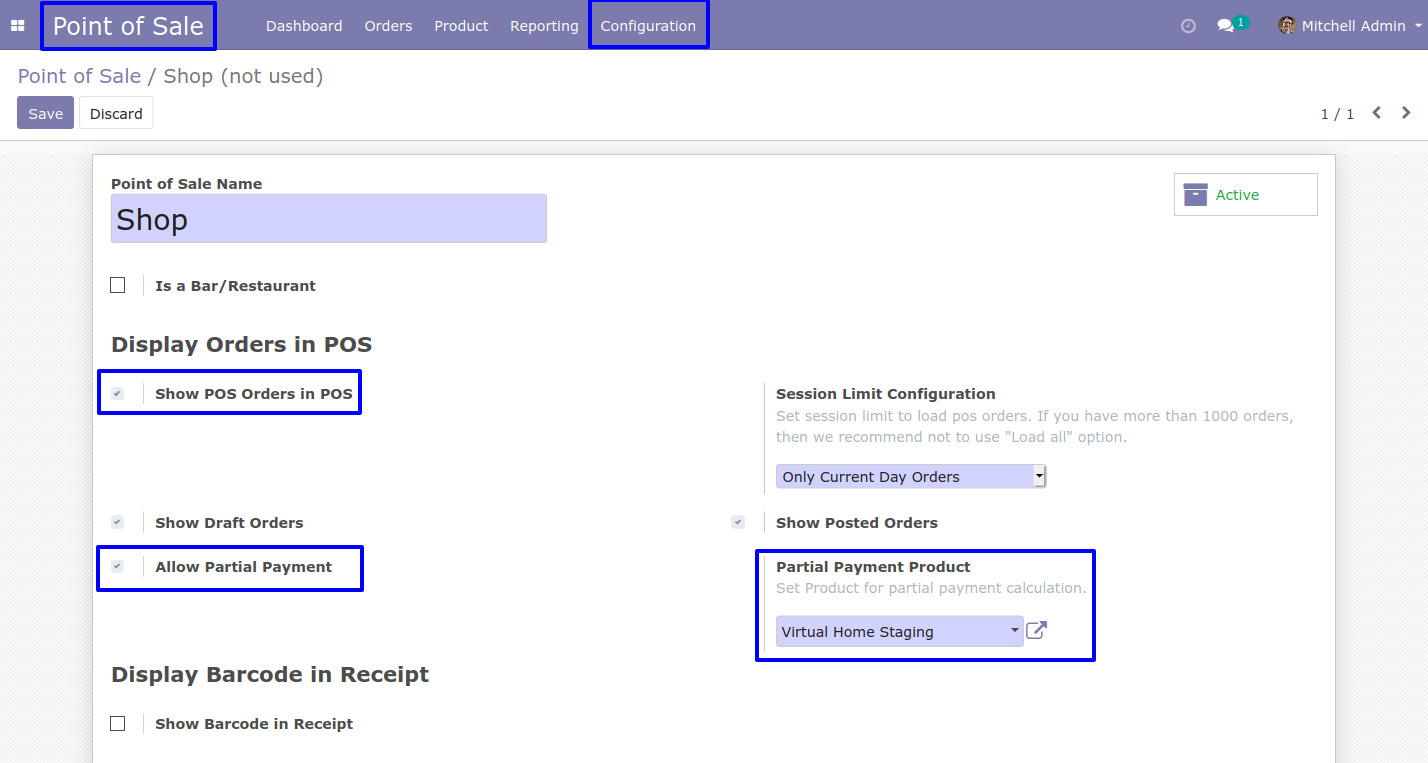 Point of Sale Dashboard Orders Product Reporting Configuration 1 Mitchell Admin
Point of Sale / Shop (not used)
Save Discard 1 / 1
Point of Sale Name
Shop
Active
Is a Bar/Restaurant
Display Orders in POS
Show POS Orders in POS
Session Limit Configuration
Set session limit to load pos orders. If you have more than 1000 orders,
then we recommend not to use "Load all" option.
Only Current Day Orders
Show Draft Orders
Show Posted Orders
Allow Partial Payment
Partial Payment Product
Set Product for partial payment calculation.
Virtual Home Staging
Display Barcode in Receipt
Show Barcode in Receipt